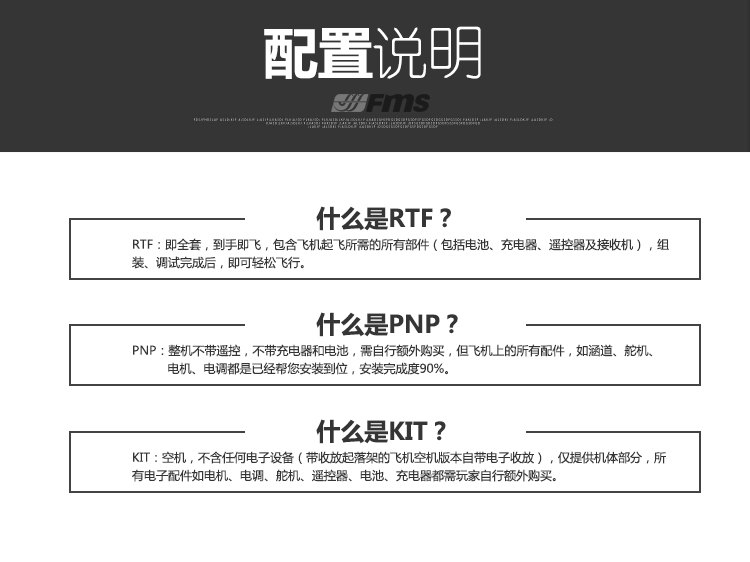 配置说明
FMS
什么是RTF？
RTF：即全套，到手即飞，包含飞机起飞所需的所有部件（包括电池、充电器、遥控器及接收机），组
装、调试完成后，即可轻松飞行。
什么是PNP？
PNP：整机不带遥控，不带充电器和电池，需自行额外购买，但飞机上的所有配件，如涵道、舵机、
电机、电调都是已经帮您安装到位，安装完成度90%。
什么是KIT？
KIT：空机，不含任何电子设备（带收放起落架的飞机空机版本自带电子收放），仅提供机体部分，所
有电子配件如电机、电调、舵机、遥控器、电池、充电器都需玩家自行额外购买。